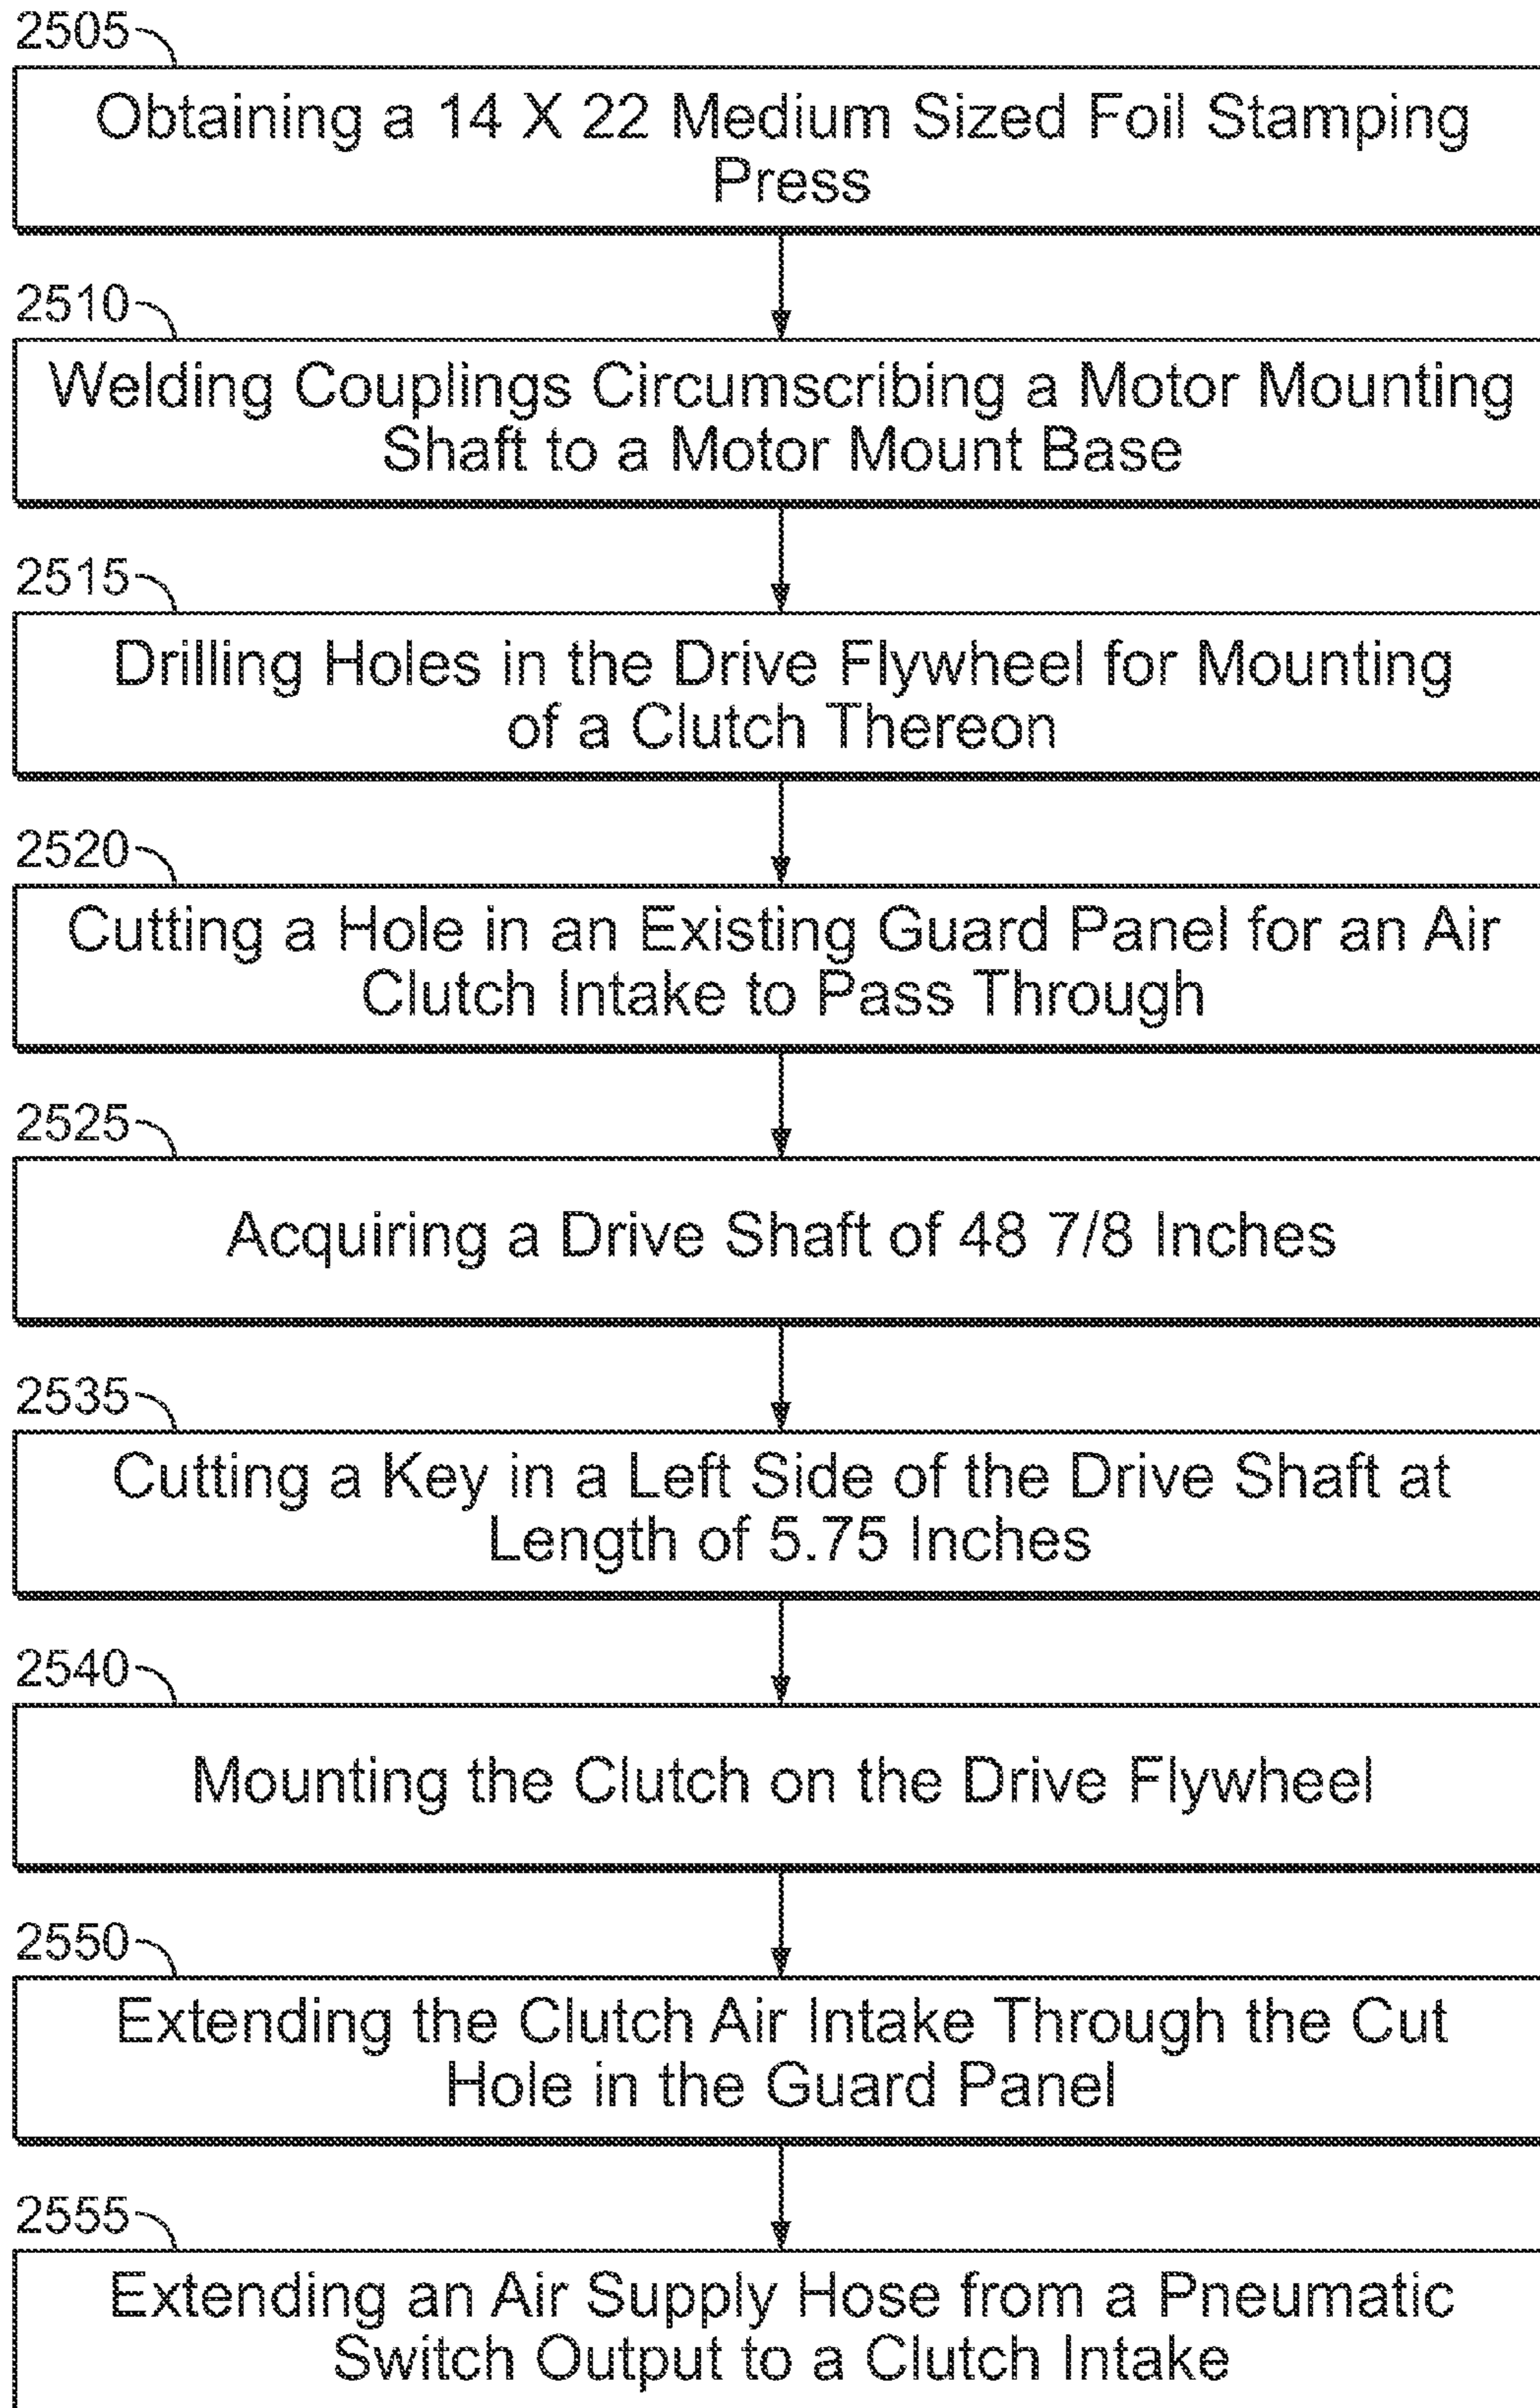 2505
Obtaining a 14 X 22 Medium Sized Foil Stamping
Press
2510
Welding Couplings Circumscribing a Motor Mounting
Shaft to a Motor Mount Base
2515
Drilling Holes in the Drive Flywheel for Mounting
of a Clutch Thereon
2520
Cutting a Hole in an Existing Guard Panel for an Air
Clutch Intake to Pass Through
2525
Acquiring a Drive Shaft of 48 7/8 Inches
2535
Cutting a Key in a Left Side of the Drive Shaft at
Length of 5.75 Inches
2540
Mounting the Clutch on the Drive Flywheel
2550
Extending the Clutch Air Intake Through the Cut
Hole in the Guard Panel
2555
Extending an Air Supply Hose from a Pneumatic
Switch Output to a Clutch Intake